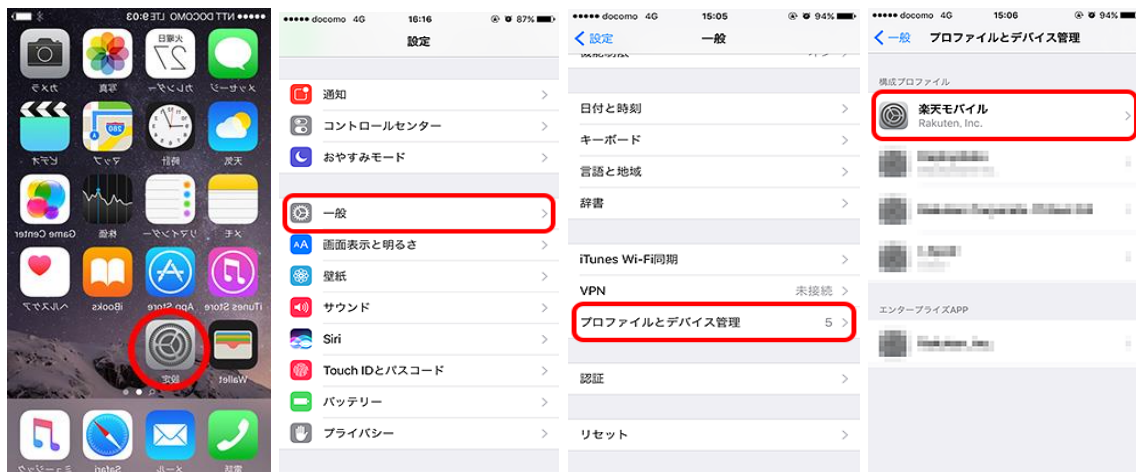 NTT DOCOMO LTE 9:03
火曜日
27
メッセージ カレンダー 写真 カメラ
280
天気 時計 マップ ビデオ
メモ リマインダー 株価 Game Center
iTunes Store App Store iBooks ヘルスケア
Wallet 設定
電話 メール Safari ミュージック
docomo 4G 16:16 87%
設定
通知
コントロールセンター
おやすみモード
一般
AA 画面表示と明るさ
壁紙
サウンド
Siri
Touch IDとパスコード
バッテリー
プライバシー
docomo 4G 15:05 94%
設定 一般
日付と時刻
キーボード
言語と地域
辞書
iTunes Wi-Fi同期
VPN 未接続
プロファイルとデバイス管理 5
認証
リセット
docomo 4G 15:06 94%
一般 プロファイルとデバイス管理
構成プロファイル
楽天モバイル
Rakuten, Inc.
エンタープライズAPP